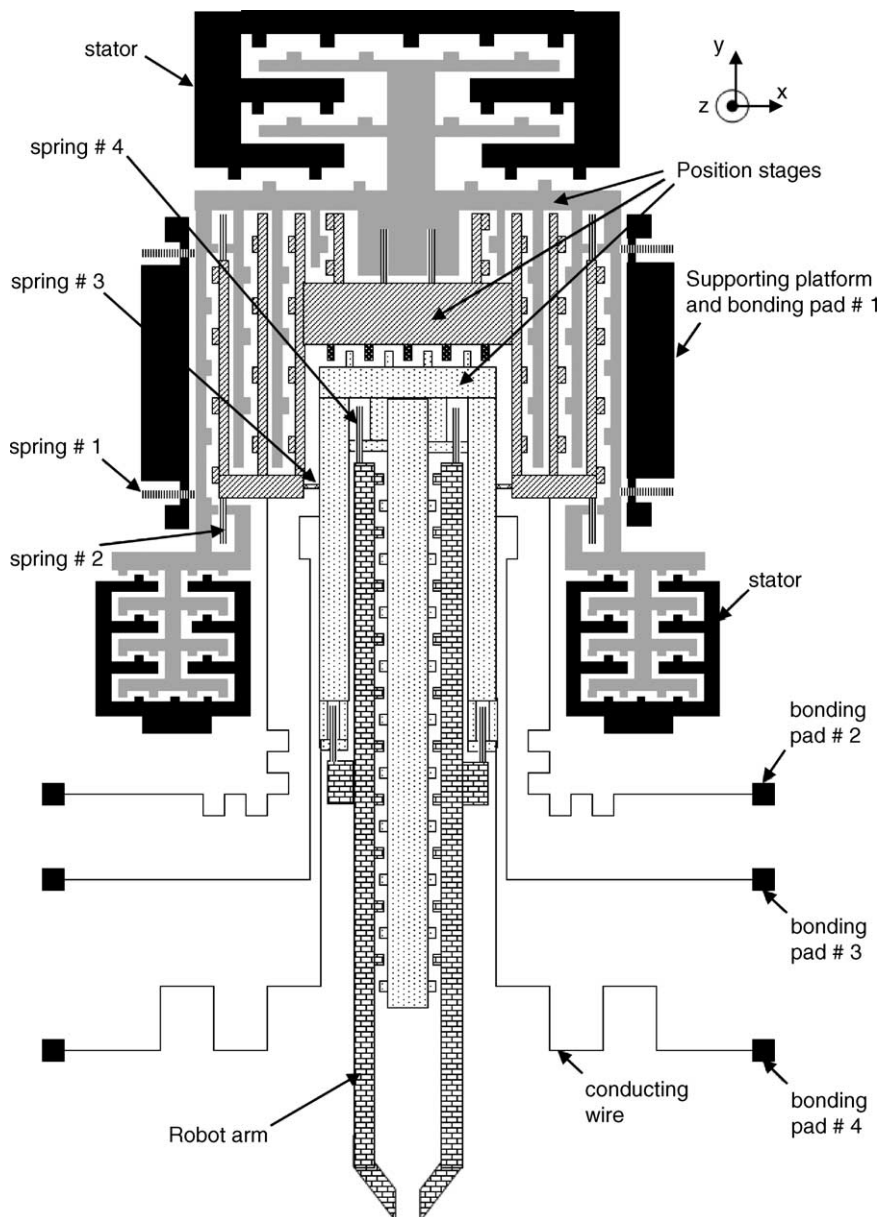 stator
y
z
x
spring # 4
Position stages
spring # 3
Supporting platform
and bonding pad # 1
spring # 1
spring # 2
stator
bonding
pad # 2
bonding
pad # 3
conducting
wire
bonding
pad # 4
Robot arm